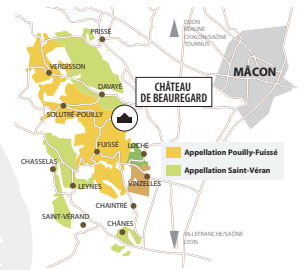 DIJON
BEAUNE
CHALON/SAÔNE
TOURNUS
PRISSÉ
VERGISSON
MÂCON
DAVAYÉ
CHÂTEAU
DE BEAUREGARD
SOLUTRÉ-POUILLY
FUISSÉ
LOCHÉ
Appellation Pouilly-Fuissé
CHASSELAS
Appellation Saint-Véran
LEYNES
VINZELLES
CHAINTRÉ
SAINT-VÉRAND
CHÂNES
VILLEFRANCHE/SAÔNE
LYON